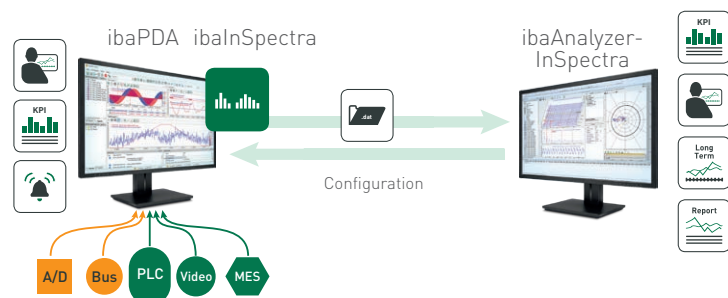 ibaPDA ibaInSpectra
ibaAnalyzer-
InSpectra
KPI
KPI
.dat
Long
Term
Configuration
Report
A/D
Bus
PLC
Video
MES